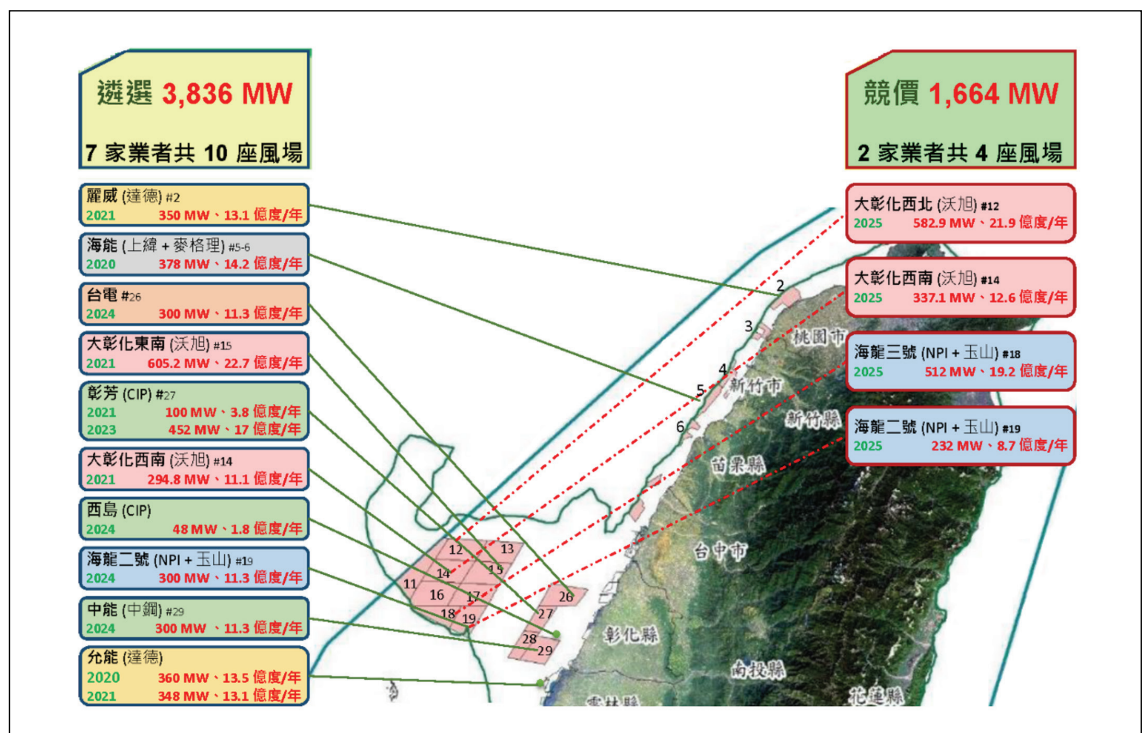 遴選 3,836 MW
7 家業者共 10 座風場
麗威 (達德) #2
2021 350 MW、13.1 億度/年
海能 (上緯 + 麥格理) #5-6
2020 378 MW、14.2 億度/年
台電 #26
2024 300 MW、11.3 億度/年
大彰化東南 (沃旭) #15
2021 605.2 MW、22.7 億度/年
彰芳 (CIP) #27
2021 100 MW、3.8 億度/年
2023 452 MW、17 億度/年
大彰化西南 (沃旭) #14
2021 294.8 MW、11.1 億度/年
西島 (CIP)
2024 48 MW、1.8 億度/年
海龍二號 (NPI + 玉山) #19
2024 300 MW、11.3 億度/年
中能 (中鋼) #29
2024 300 MW、11.3 億度/年
允能 (達德)
2020 360 MW、13.5 億度/年
2021 348 MW、13.1 億度/年
競價 1,664 MW
2 家業者共 4 座風場
大彰化西北 (沃旭) #12
2025 582.9 MW、21.9 億度/年
大彰化西南 (沃旭) #14
2025 337.1 MW、12.6 億度/年
海龍三號 (NPI + 玉山) #18
2025 512 MW、19.2 億度/年
海龍二號 (NPI + 玉山) #19
2025 232 MW、8.7 億度/年
2
3
桃園市
4
新竹市
5
新竹縣
6
苗栗縣
台中市
12 13
14 15
11 16 17
18 19
26
27
28 29
彰化縣
南投縣
雲林縣
花蓮縣